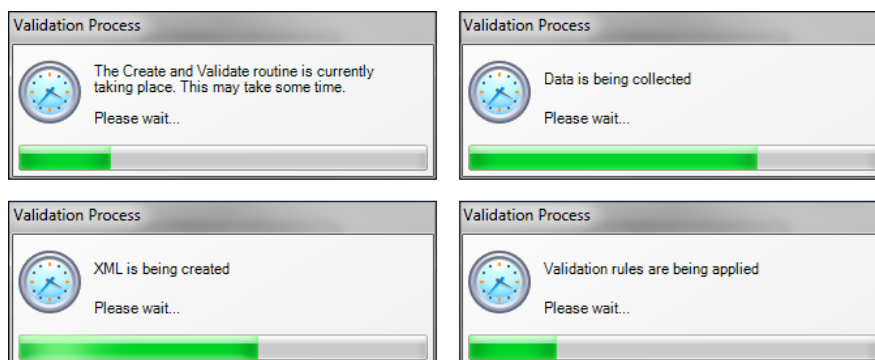 Validation Process
The Create and Validate routine is currently
taking place. This may take some time.
Please wait...
Validation Process
Data is being collected
Please wait...
Validation Process
XML is being created
Please wait...
Validation Process
Validation rules are being applied
Please wait...